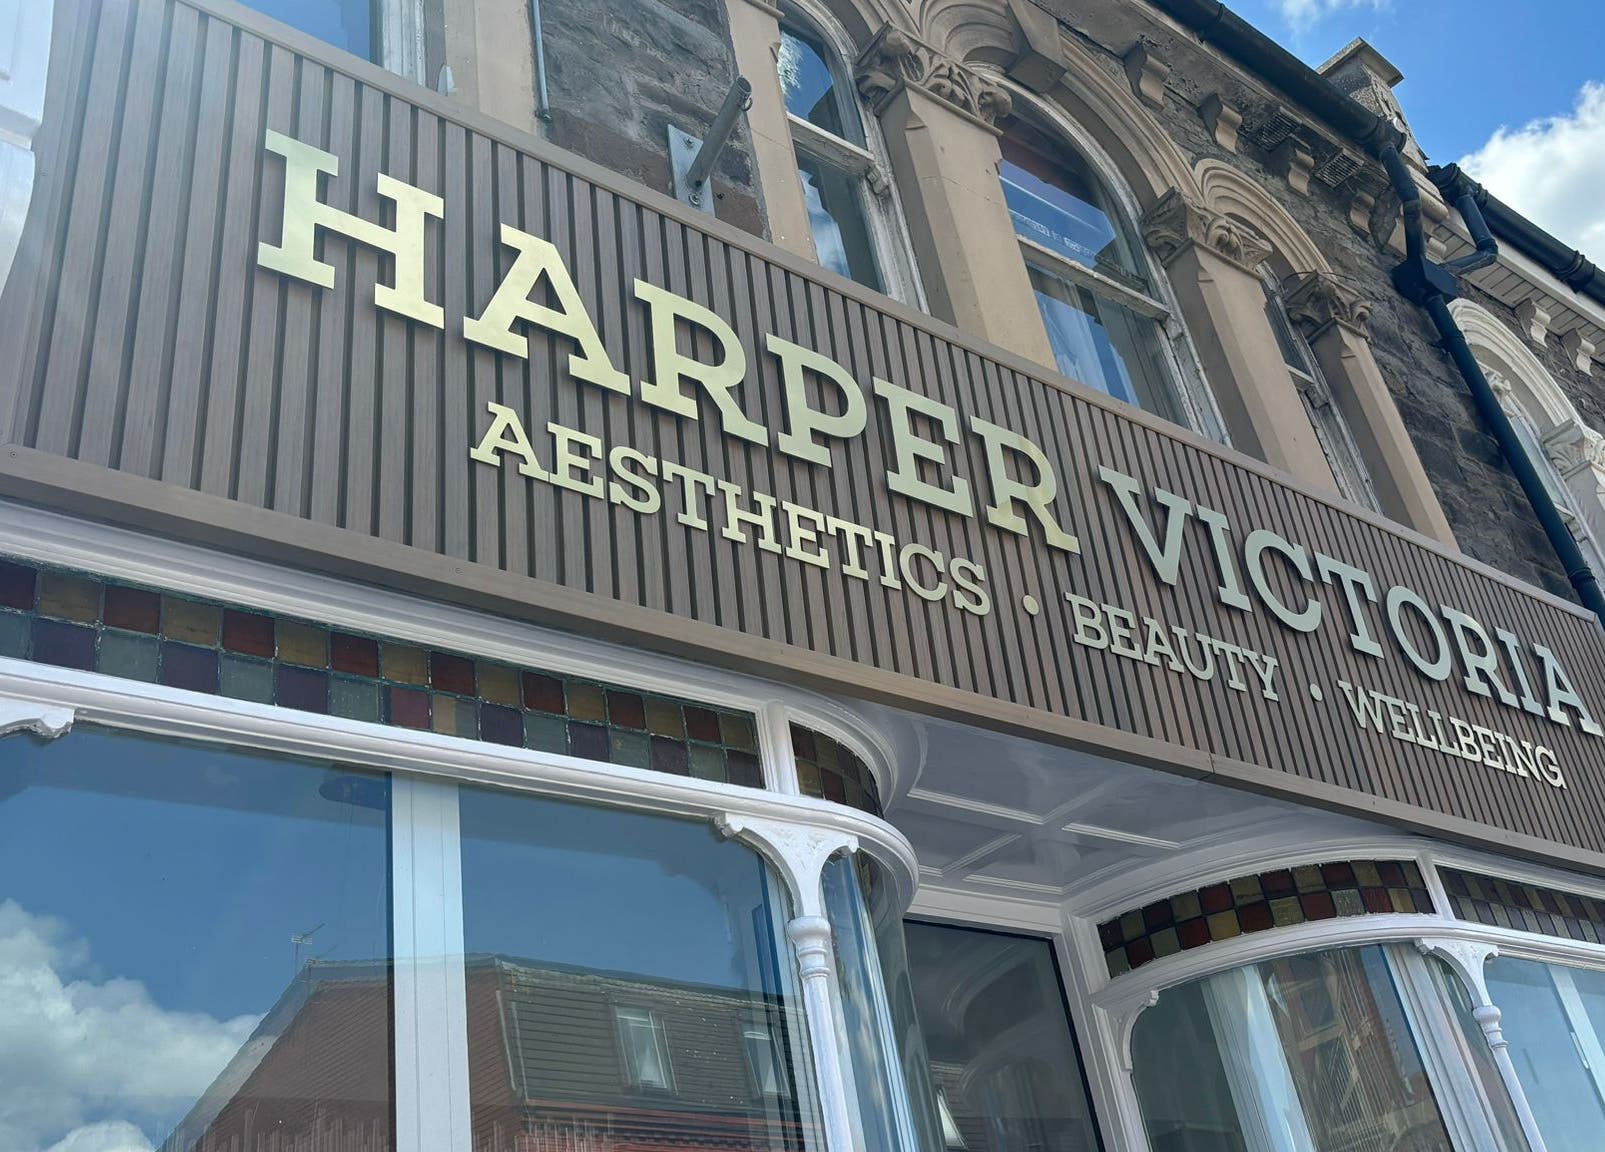 HARPER VICTORIA
AESTHETICS • BEAUTY • WELLBEING